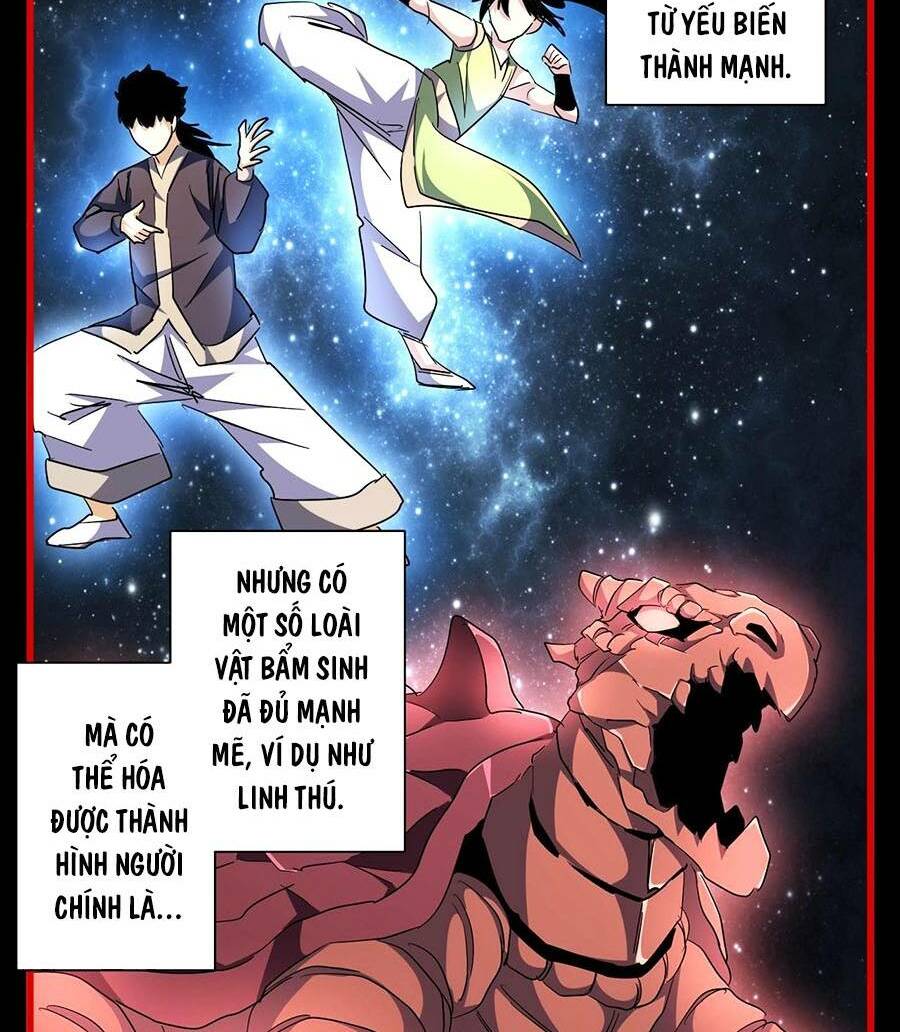 TỪ YẾU BIẾN
THÀNH MẠNH.
NHƯNG CÓ
MỘT SỐ LOÀI
VẬT BẨM SINH
ĐÃ ĐỦ MẠNH
MẼ, VÍ DỤ NHƯ
LINH THÚ.
MÀ CÓ
THỂ HÓA
ĐƯỢC THÀNH
HÌNH NGƯỜI
CHÍNH LÀ...